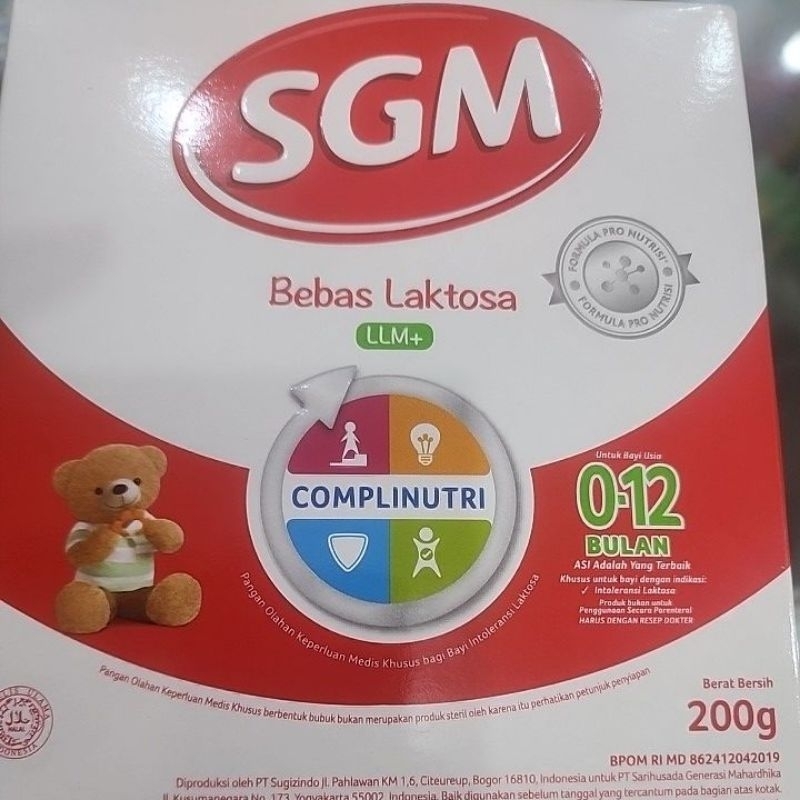 SGM
FORMULA PRO NUTRISI
FORMULA PRO NUTRISI
Bebas Laktosa
LLM+
COMPLINUTRI
Untuk Bayi Usia
0-12
BULAN
ASI Adalah Yang Terbaik
Khusus untuk bayi dengan indikasi:
✓ Intoleransi Laktosa
Produk bukan untuk
Penggunaan Secara Parenteral
HARUS DENGAN RESEP DOKTER
Pangan Olahan Keperluan Medis Khusus bagi Bayi Intoleransi Laktosa
Pangan Olahan Keperluan Medis Khusus berbentuk bubuk bukan merupakan produk steril oleh karena itu perhatikan petunjuk penyiapan
Berat Bersih
200g
HALAL
BPOM RI MD 862412042019
Diproduksi oleh PT Sugizindo Jl. Pahlawan KM 1,6, Citeureup, Bogor 16810, Indonesia untuk PT Sarihusada Generasi Mahardhika
Jl. Kusumanegara No. 173, Yogyakarta 55002, Indonesia. Baik digunakan sebelum tanggal yang tercantum pada bagian atas kotak.